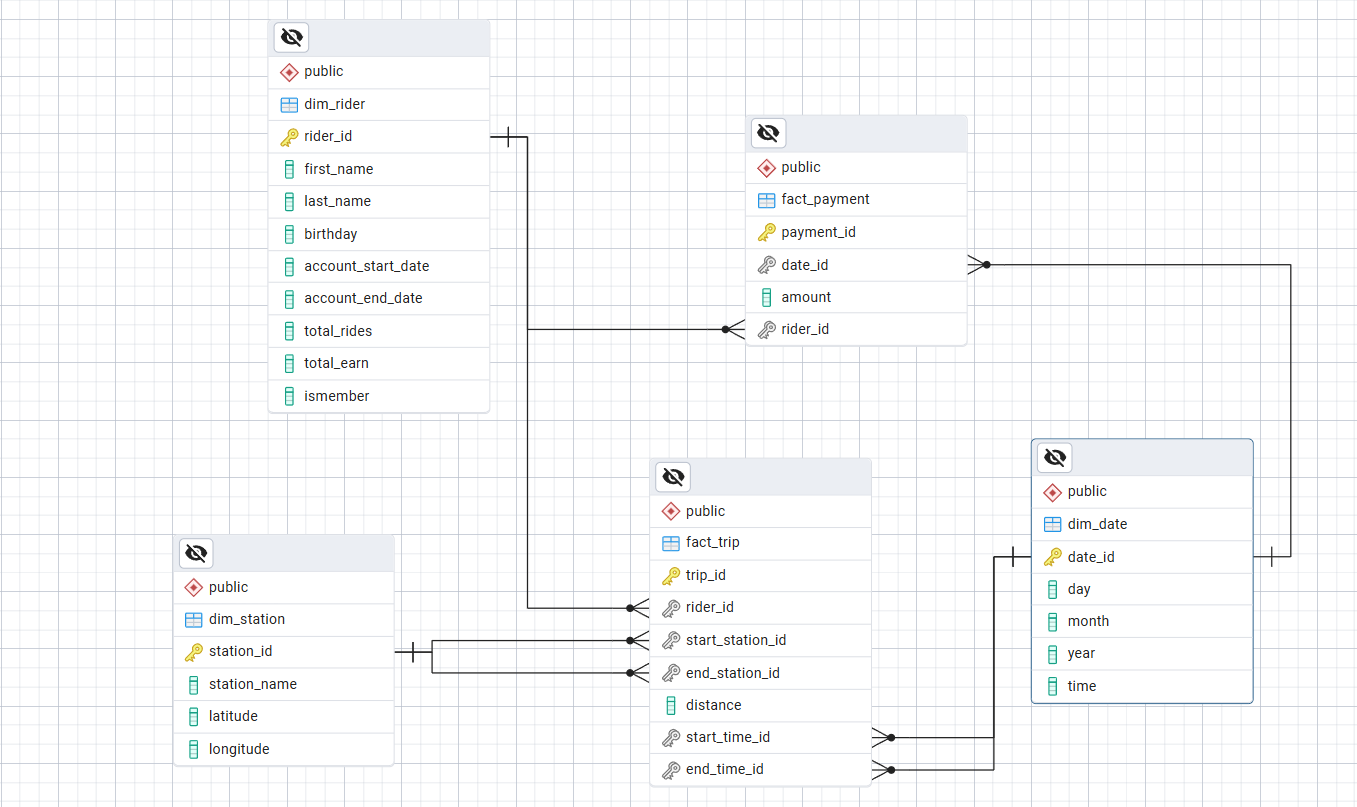 public
dim_rider
rider_id
first_name
last_name
birthday
account_start_date
account_end_date
total_rides
total_earn
ismember
public
fact_payment
payment_id
date_id
amount
rider_id
public
dim_station
station_id
station_name
latitude
longitude
public
fact_trip
trip_id
rider_id
start_station_id
end_station_id
distance
start_time_id
end_time_id
public
dim_date
date_id
day
month
year
time